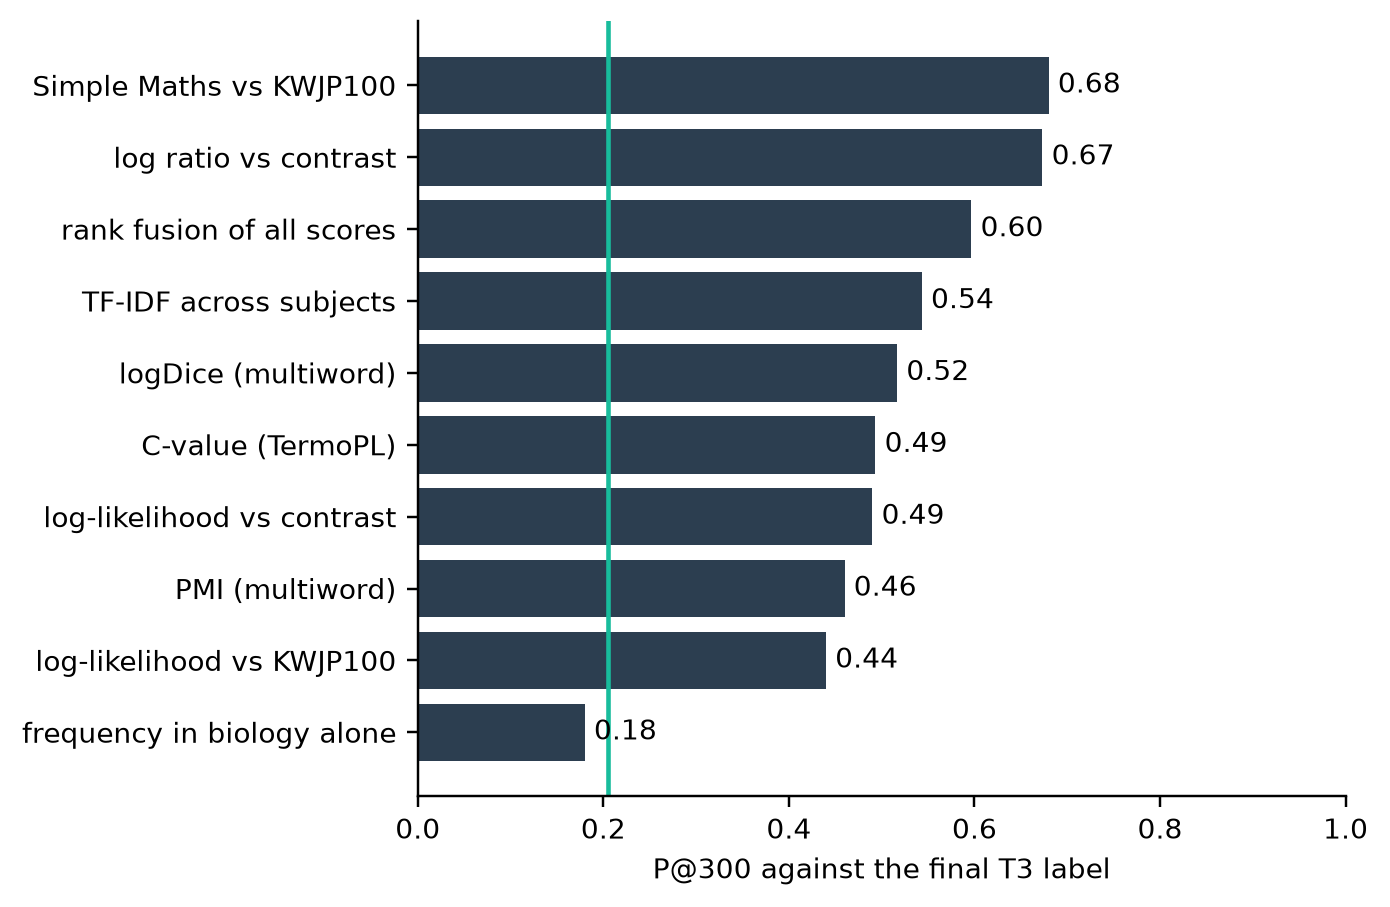 Simple Maths vs KWJP100 0.68
log ratio vs contrast 0.67
rank fusion of all scores 0.60
TF-IDF across subjects 0.54
logDice (multiword) 0.52
C-value (TermoPL) 0.49
log-likelihood vs contrast 0.49
PMI (multiword) 0.46
log-likelihood vs KWJP100 0.44
frequency in biology alone 0.18
0.0 0.2 0.4 0.6 0.8 1.0
P@300 against the final T3 label